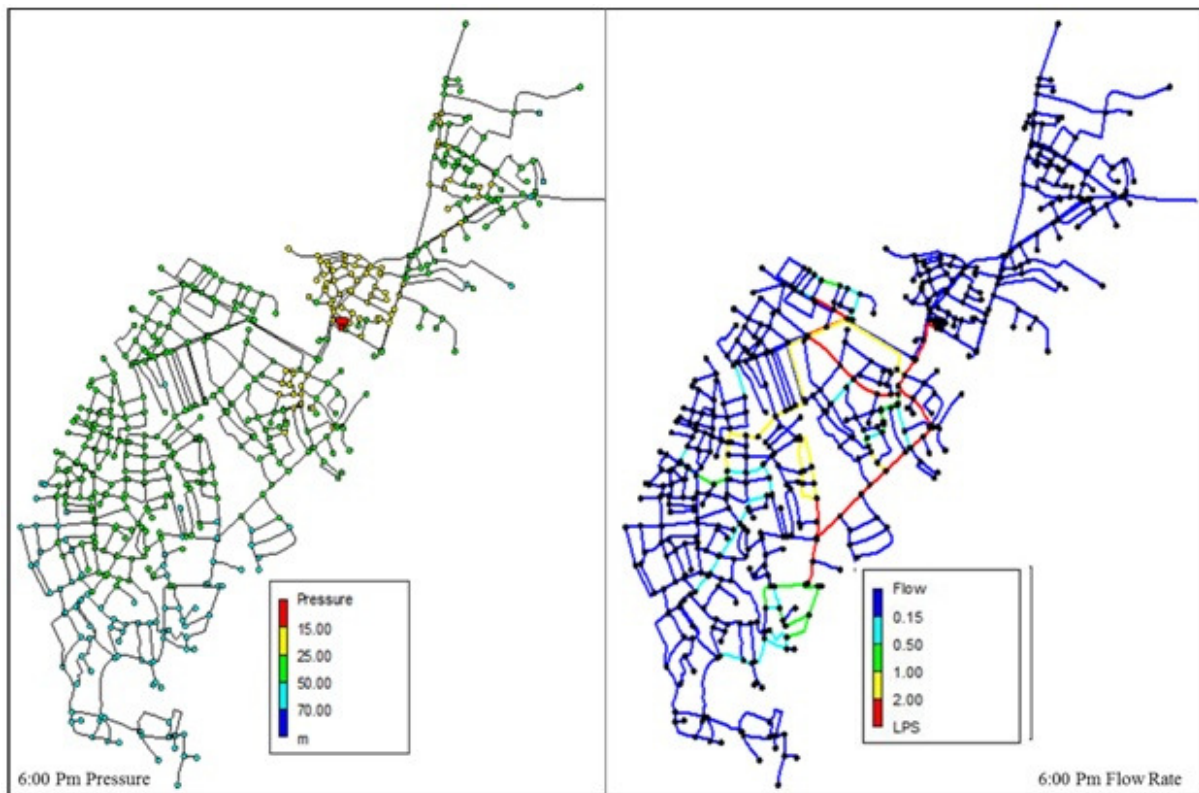 Pressure
15.00
25.00
50.00
70.00
m
6:00 Pm Pressure
Flow
0.15
0.50
1.00
2.00
LPS
6:00 Pm Flow Rate